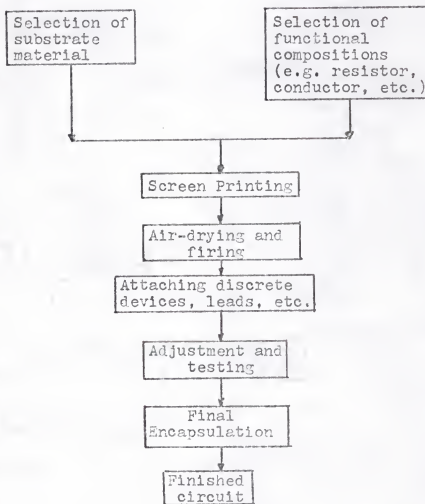 Selection of
substrate
material
Selection of
functional
compositions
(e.g. resistor,
conductor, etc.)
Screen Printing
Air-drying and
firing
Attaching discrete
devices, leads, etc.
Adjustment and
testing
Final
Encapsulation
Finished
circuit